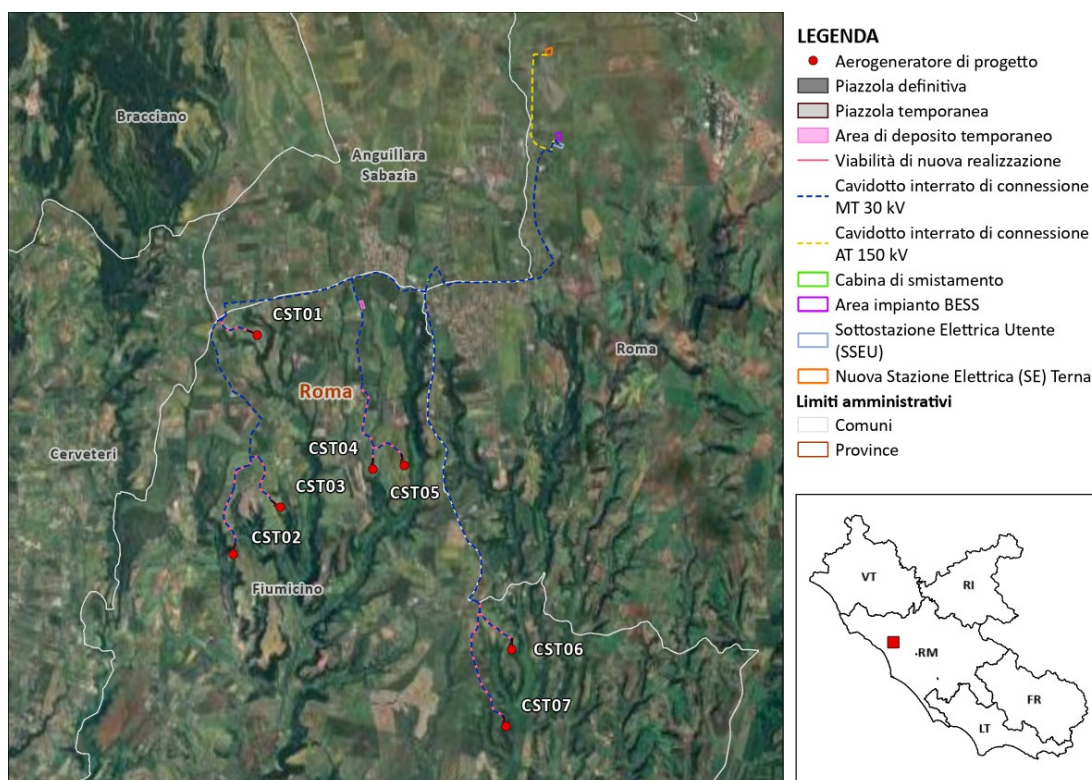 Bracciano
Anguillara
Sabazia
CST01
Roma
Roma
CST04
Cerveteri
CST03
CST05
CST02
Fiumicino
CST06
CST07
LEGENDA
Aerogeneratore di progetto
Piazzola definitiva
Piazzola temporanea
Area di deposito temporaneo
Viabilità di nuova realizzazione
Cavidotto interrato di connessione
MT 30 kV
Cavidotto interrato di connessione
AT 150 kV
Cabina di smistamento
Area impianto BESS
Sottostazione Elettrica Utente
(SSEU)
Nuova Stazione Elettrica (SE) Terna
Limiti amministrativi
Comuni
Province
VT
RI
RM
FR
LT